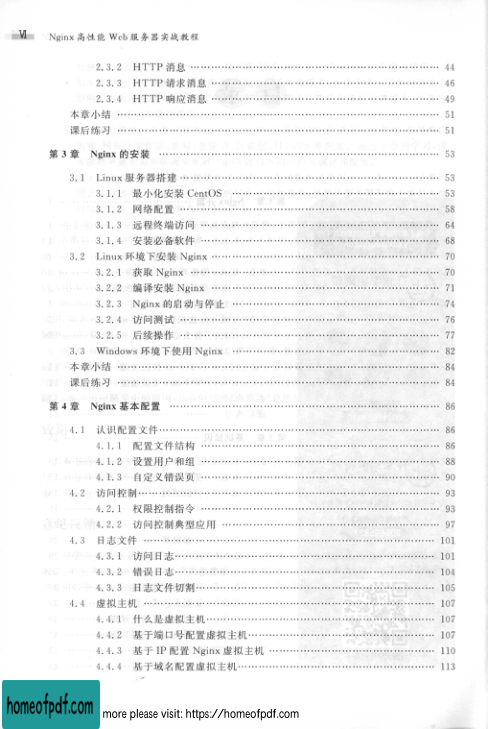 Ⅵ Nginx 高性能 Web 服务器实战教程
2.3.2 HTTP 消息 …… 44
2.3.3 HTTP 请求消息 …… 46
2.3.4 HTTP 响应消息 …… 49
本章小结 …… 51
课后练习 …… 51
第 3 章 Nginx 的安装 …… 53
3.1 Linux 服务器搭建 …… 53
3.1.1 最小化安装 CentOS …… 53
3.1.2 网络配置 …… 58
3.1.3 远程终端访问 …… 64
3.1.4 安装必备软件 …… 68
3.2 Linux 环境下安装 Nginx …… 70
3.2.1 获取 Nginx …… 70
3.2.2 编译安装 Nginx …… 71
3.2.3 Nginx 的启动与停止 …… 74
3.2.4 访问测试 …… 76
3.2.5 后续操作 …… 77
3.3 Windows 环境下使用 Nginx …… 82
本章小结 …… 84
课后练习 …… 84
第 4 章 Nginx 基本配置 …… 86
4.1 认识配置文件 …… 86
4.1.1 配置文件结构 …… 86
4.1.2 设置用户和组 …… 88
4.1.3 自定义错误页 …… 90
4.2 访问控制 …… 93
4.2.1 权限控制指令 …… 93
4.2.2 访问控制典型应用 …… 97
4.3 日志文件 …… 101
4.3.1 访问日志 …… 101
4.3.2 错误日志 …… 104
4.3.3 日志文件切割 …… 105
4.4 虚拟主机 …… 107
4.4.1 什么是虚拟主机 …… 107
4.4.2 基于端口号配置虚拟主机 …… 107
4.4.3 基于 IP 配置 Nginx 虚拟主机 …… 110
4.4.4 基于域名配置虚拟主机 …… 113
homeofpdf.com more please visit: https://homeofpdf.com